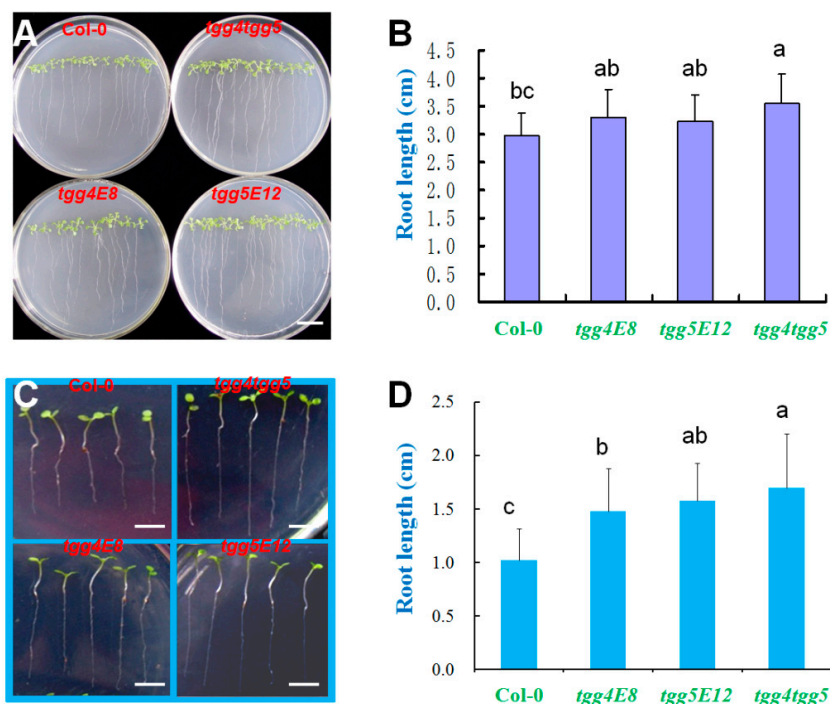 A
Col-0
tgg4tgg5
tgg4E8
tgg5E12
B
Root length (cm)
4.5
4.0
3.5
3.0
2.5
2.0
1.5
1.0
0.5
0.0
bc
ab
ab
a
Col-0
tgg4E8
tgg5E12
tgg4tgg5
C
Col-0
tgg4tgg5
tgg4E8
tgg5E12
D
Root length (cm)
2.5
2.0
1.5
1.0
0.5
0.0
c
b
ab
a
Col-0
tgg4E8
tgg5E12
tgg4tgg5